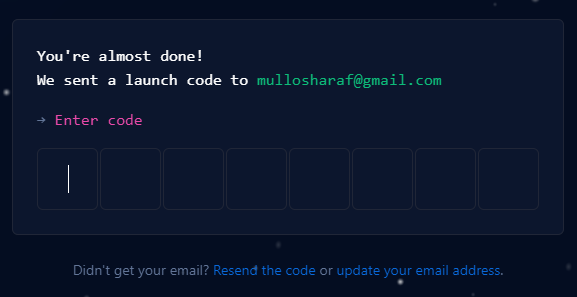 You're almost done!
We sent a launch code to mullosharaf@gmail.com
→ Enter code
Didn't get your email? Resend the code or update your email address.